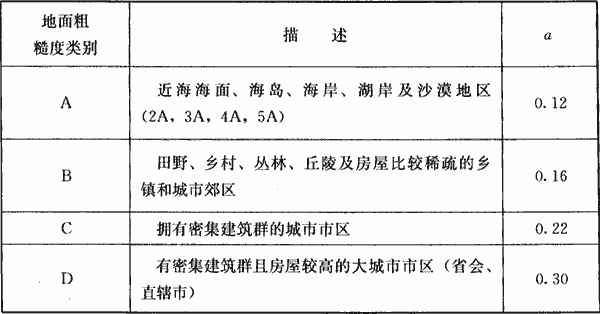 地面粗
糙度类别
描 述
a
A
近海海面、海岛、海岸、湖岸及沙漠地区
(2A，3A，4A，5A)
0.12
B
田野、乡村、丛林、丘陵及房屋比较稀疏的乡
镇和城市郊区
0.16
C
拥有密集建筑群的城市市区
0.22
D
有密集建筑群且房屋较高的大城市市区（省会、
直辖市）
0.30